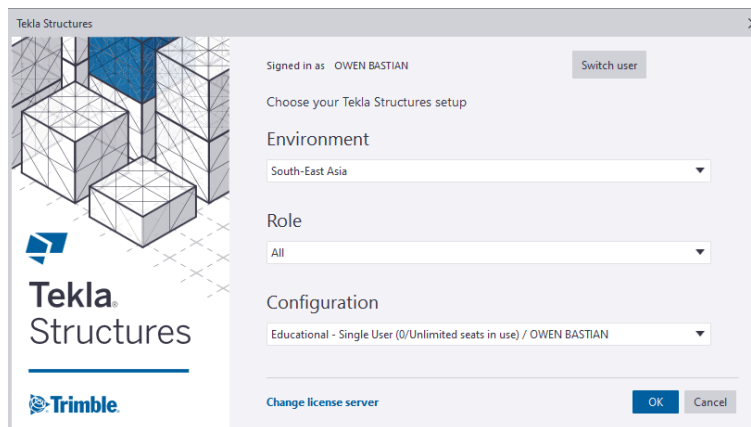 Tekla Structures
Signed in as OWEN BASTIAN
Switch user
Choose your Tekla Structures setup
Environment
South-East Asia
Role
All
Configuration
Educational - Single User (0/Unlimited seats in use) / OWEN BASTIAN
Tekla®
Structures
Trimble.
Change license server
OK
Cancel